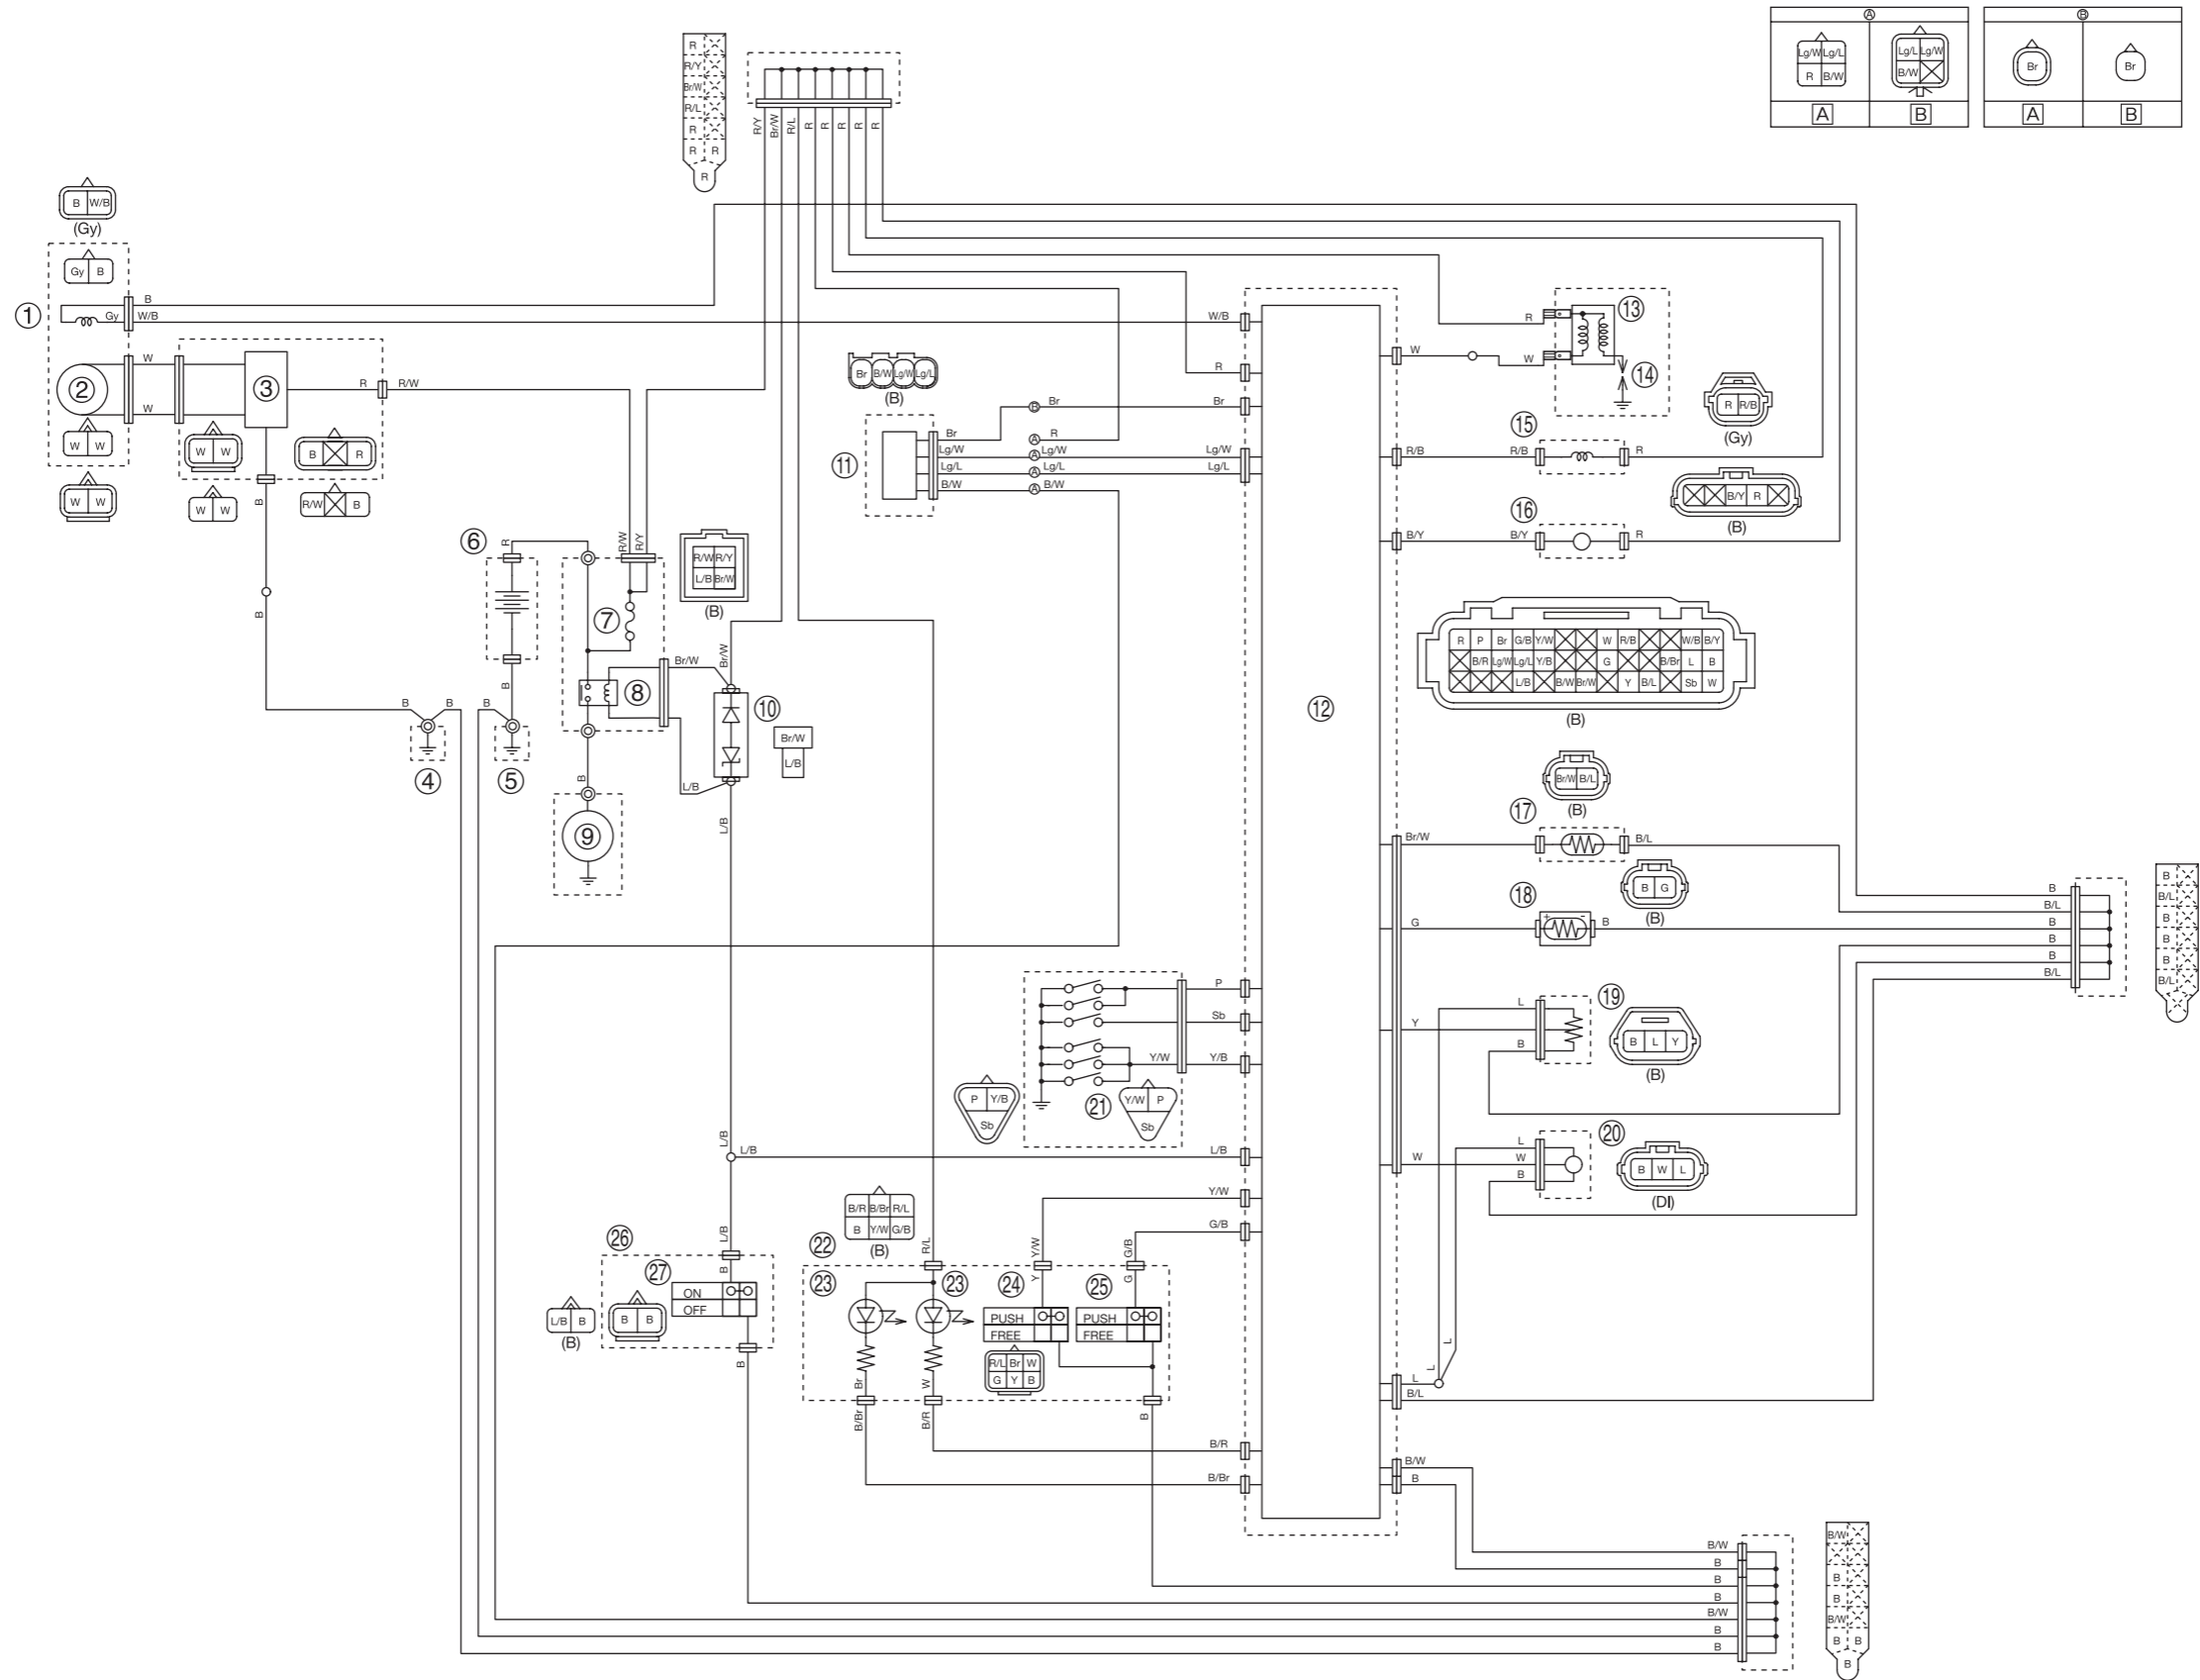 Ⓐ Ⓑ
Lg/W Lg/L Lg/L Lg/W Br Br
R B/W B/W
A B A B
R
R/Y
Br/W
R/L
R
R R
R
R/Y Br/W R/L R R R R R
B W/B
(Gy)
Gy B
①
B
Gy W/B W/B
②
W
W
③
R R/W
W W
W W
W W
W W
B R
R/W B
B
B
B B
④
⑥
R
B
B
⑤
R/W R/Y
⑦
⑧
Br/W
L/B
B
⑨
R/W R/Y
L/B Br/W
(B)
Br/W
⑩
Br/W
L/B
L/B
Br B/W Lg/W Lg/L
(B)
⑪
Br Ⓑ Br Br
Ⓐ R
Lg/W Ⓐ Lg/W Lg/W
Lg/L Ⓐ Lg/L Lg/L
B/W Ⓐ B/W
R
⑫
W W R
⑬
⑭
R R/B
(Gy)
⑮
R/B R/B R
B/Y R
(B)
⑯
B/Y B/Y R
R P Br G/B Y/W W R/B W/B B/Y
B/R Lg/W Lg/L Y/B G B/Br L B
L/B B/W Br/W Y B/L Sb W
(B)
Br/W B/L
(B)
⑰
Br/W B/L
B G
(B)
⑱
G + - B
⑲
L
Y
B
B L Y
(B)
⑳
L
W W
B
B W L
(DI)
B
B/L
B
B
B
B/L
B
B/L
B
B
B
B/L
P
Sb
Y/W Y/B
P Y/B
Sb
㉑
Y/W P
Sb
L/B
L/B L/B
L/B
㉖
㉗
B
ON
OFF
L/B B
(B)
B B
B
B/R B/Br R/L
B Y/W G/B
(B)
㉒
R/L
㉓ ㉓
Y/W Y/W
Y
㉔
G/B G/B
G
㉕
PUSH
FREE
PUSH
FREE
R/L Br W
G Y B
Br W
B/Br B/R B
B/R
B/Br
L L
L
B/L
B/W
B
B/W
B
B
B
B/W
B
B
B/W
B
B
B/W
B B
B